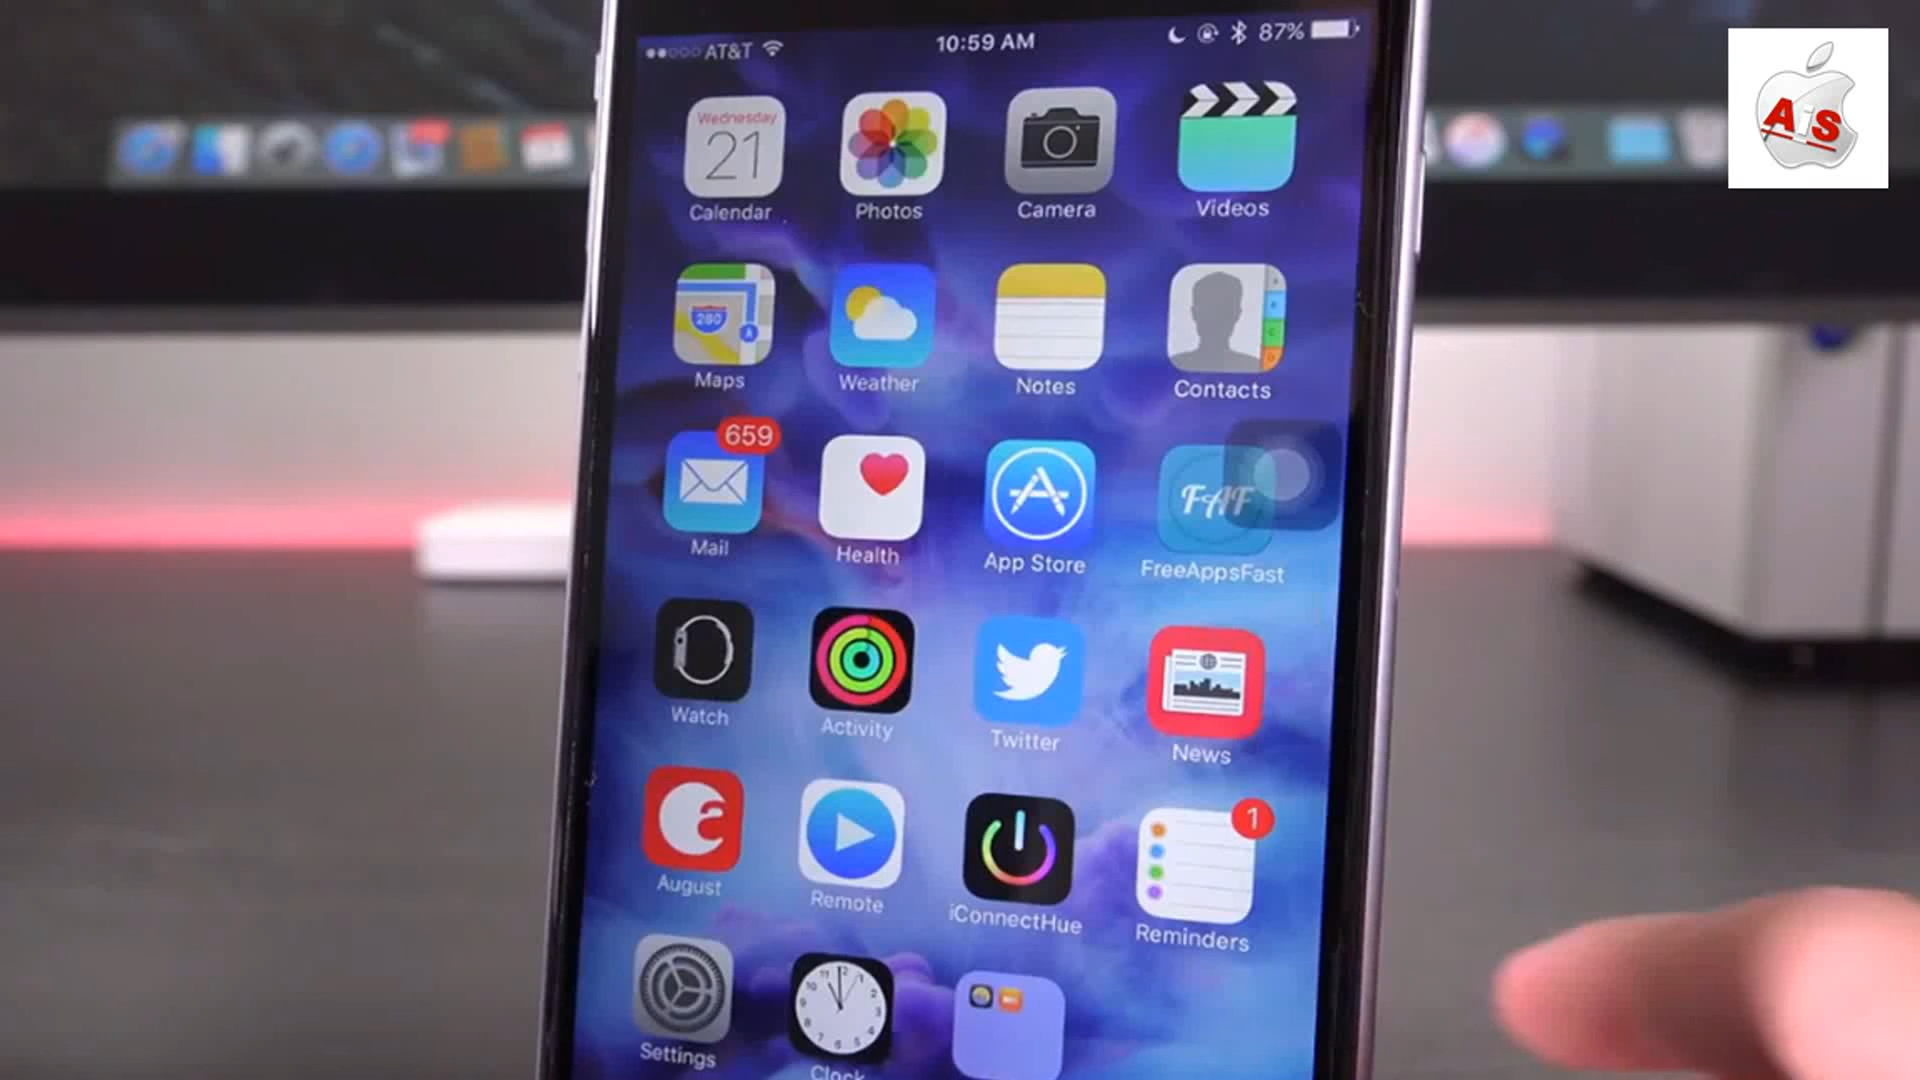 AT&T 10:59 AM 87%
AiS
Wednesday
21
Calendar Photos Camera Videos
280
Maps Weather Notes Contacts
659
FAF
Mail Health App Store FreeAppsFast
Watch Activity Twitter News
1
August Remote iConnectHue Reminders
Settings Clock